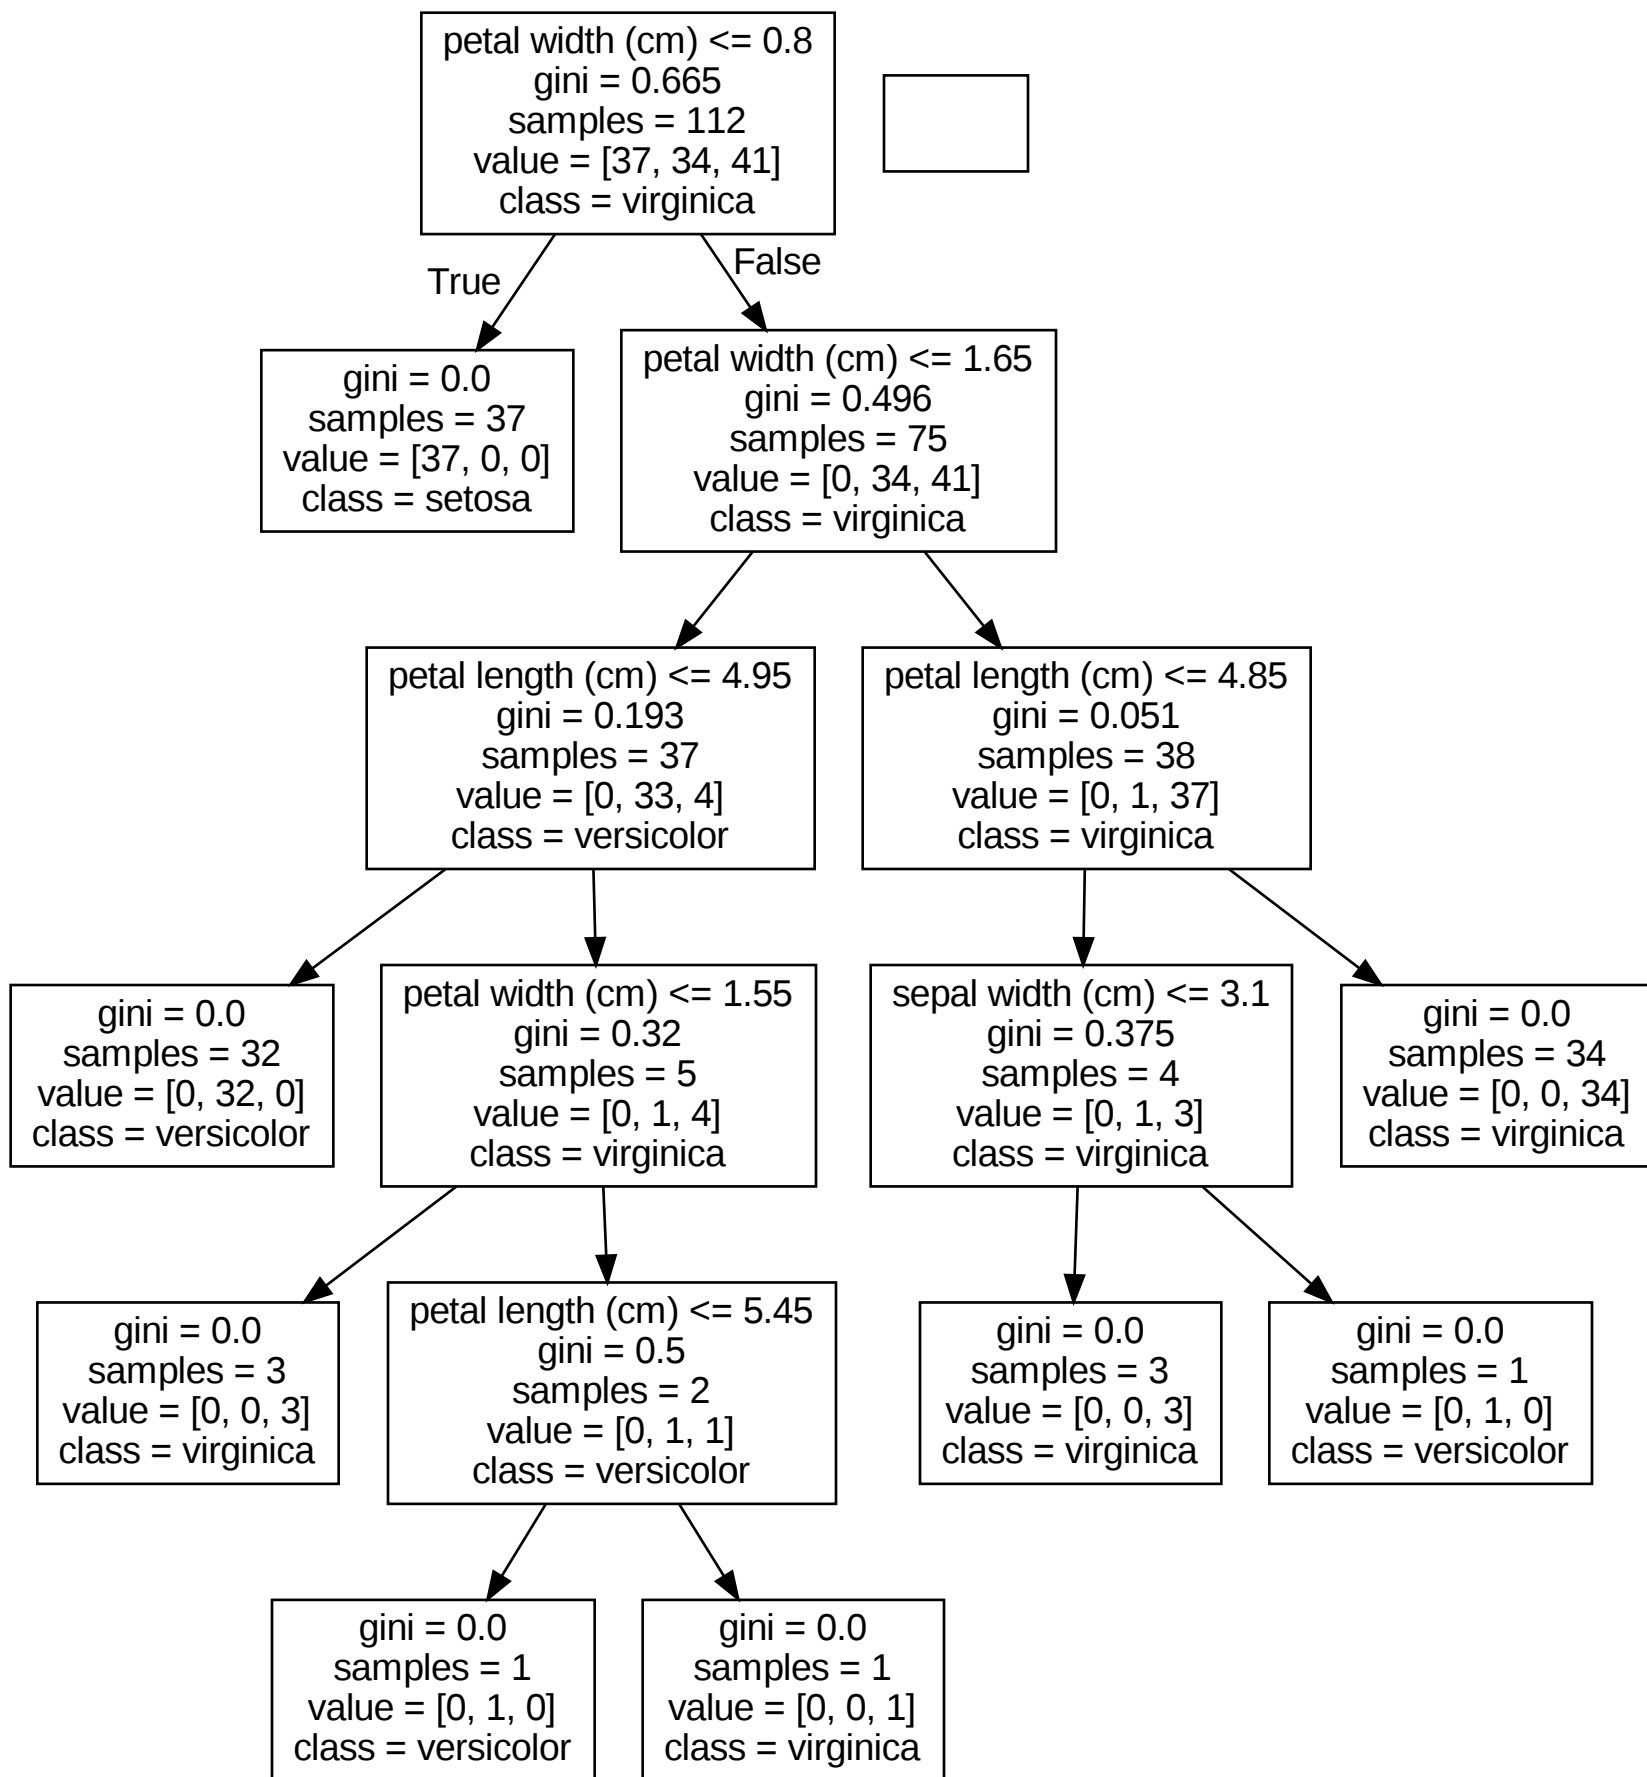 petal width (cm) <= 0.8
gini = 0.665
samples = 112
value = [37, 34, 41]
class = virginica
True
False
gini = 0.0
samples = 37
value = [37, 0, 0]
class = setosa
petal width (cm) <= 1.65
gini = 0.496
samples = 75
value = [0, 34, 41]
class = virginica
petal length (cm) <= 4.95
gini = 0.193
samples = 37
value = [0, 33, 4]
class = versicolor
petal length (cm) <= 4.85
gini = 0.051
samples = 38
value = [0, 1, 37]
class = virginica
gini = 0.0
samples = 32
value = [0, 32, 0]
class = versicolor
petal width (cm) <= 1.55
gini = 0.32
samples = 5
value = [0, 1, 4]
class = virginica
sepal width (cm) <= 3.1
gini = 0.375
samples = 4
value = [0, 1, 3]
class = virginica
gini = 0.0
samples = 34
value = [0, 0, 34]
class = virginica
gini = 0.0
samples = 3
value = [0, 0, 3]
class = virginica
petal length (cm) <= 5.45
gini = 0.5
samples = 2
value = [0, 1, 1]
class = versicolor
gini = 0.0
samples = 3
value = [0, 0, 3]
class = virginica
gini = 0.0
samples = 1
value = [0, 1, 0]
class = versicolor
gini = 0.0
samples = 1
value = [0, 1, 0]
class = versicolor
gini = 0.0
samples = 1
value = [0, 0, 1]
class = virginica